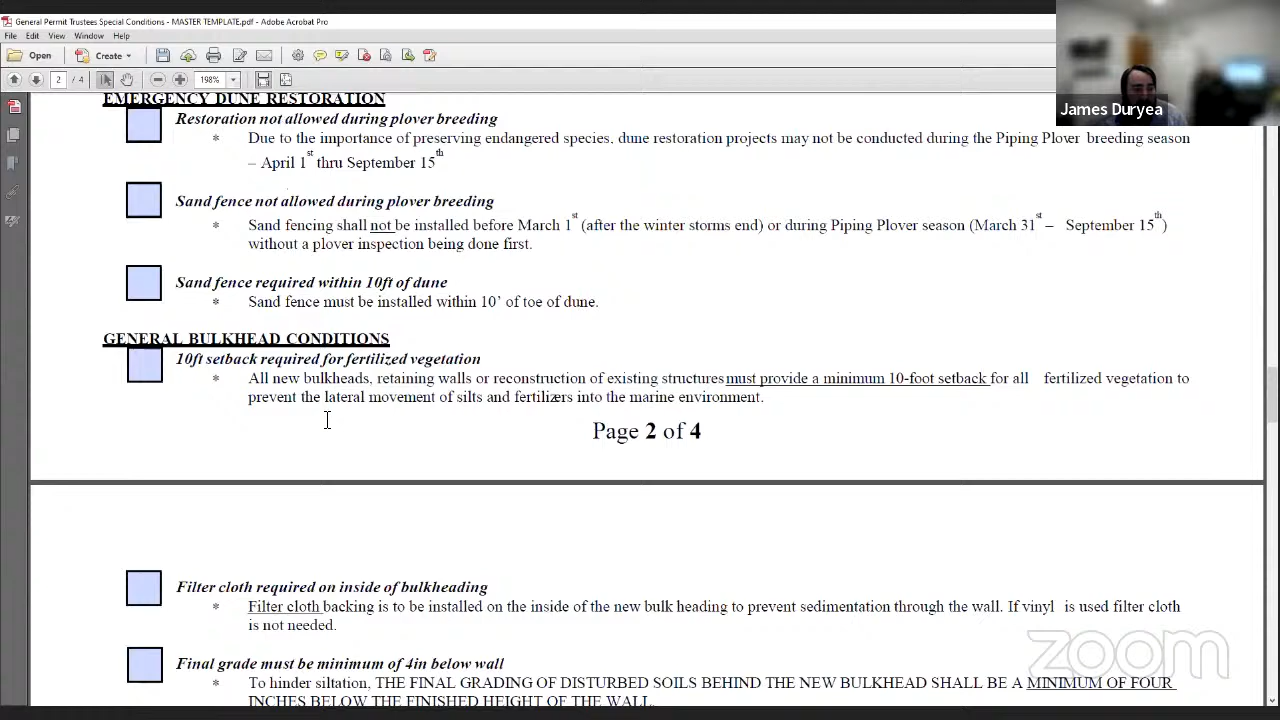 General Permit Trustees Special Conditions - MASTER TEMPLATE.pdf - Adobe Acrobat Pro
File Edit View Window Help
Open Create
2 / 4 198%
James Duryea
EMERGENCY DUNE RESTORATION
Restoration not allowed during plover breeding
* Due to the importance of preserving endangered species, dune restoration projects may not be conducted during the Piping Plover breeding season
– April 1st thru September 15th
Sand fence not allowed during plover breeding
* Sand fencing shall not be installed before March 1st (after the winter storms end) or during Piping Plover season (March 31st – September 15th)
without a plover inspection being done first.
Sand fence required within 10ft of dune
* Sand fence must be installed within 10’ of toe of dune.
GENERAL BULKHEAD CONDITIONS
10ft setback required for fertilized vegetation
* All new bulkheads, retaining walls or reconstruction of existing structures must provide a minimum 10-foot setback for all fertilized vegetation to
prevent the lateral movement of silts and fertilizers into the marine environment.
Page 2 of 4
Filter cloth required on inside of bulkheading
* Filter cloth backing is to be installed on the inside of the new bulk heading to prevent sedimentation through the wall. If vinyl is used filter cloth
is not needed.
Final grade must be minimum of 4in below wall
* To hinder siltation, THE FINAL GRADING OF DISTURBED SOILS BEHIND THE NEW BULKHEAD SHALL BE A MINIMUM OF FOUR
INCHES BELOW THE FINISHED HEIGHT OF THE WALL.
zoom